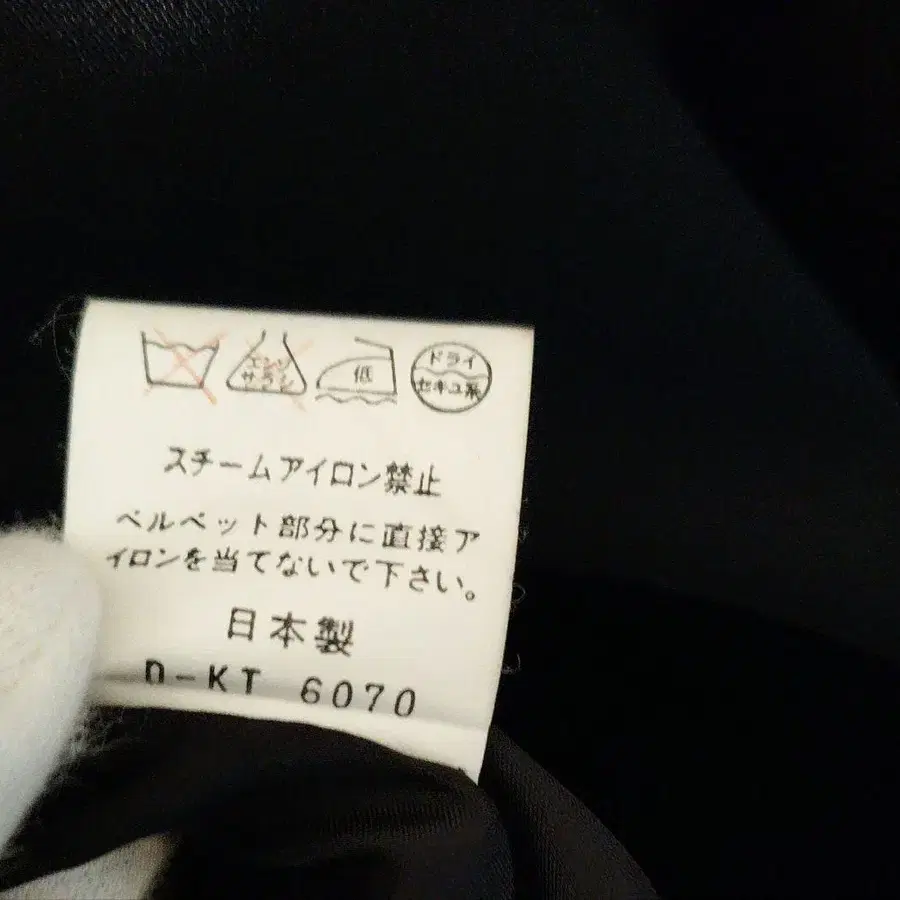 エンソ
サラシ
低
ドライ
セキユ系
スチームアイロン禁止
ベルベット部分に直接ア
イロンを当てないで下さい。
日本製
D-KT 6070